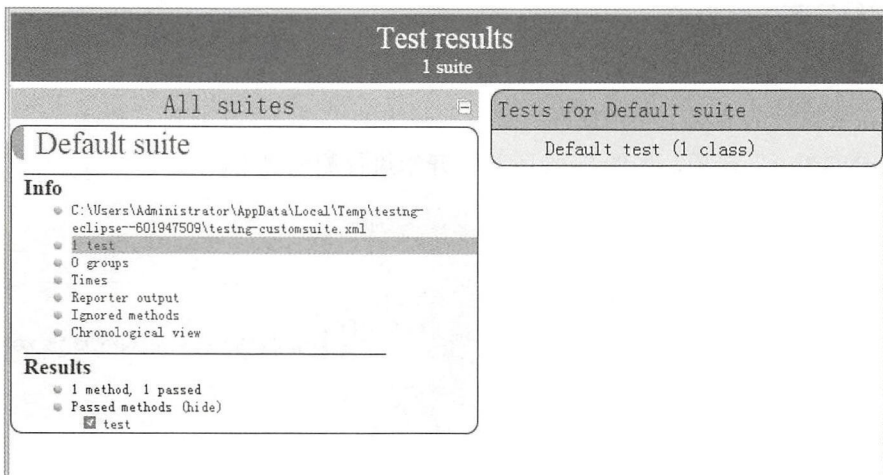 Test results
1 suite
All suites
Default suite
Info
C:\Users\Administrator\AppData\Local\Temp\testng-
eclipse--601947509\testng-customsuite.xml
1 test
0 groups
Times
Reporter output
Ignored methods
Chronological view
Results
1 method, 1 passed
Passed methods (hide)
test
Tests for Default suite
Default test (1 class)